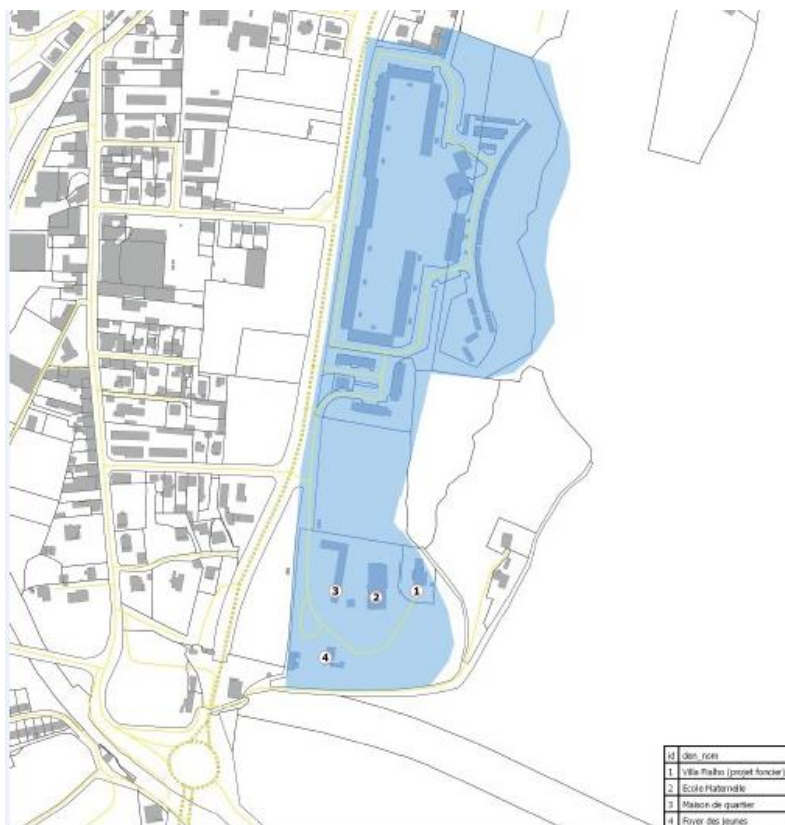 3
2
1
4
id den_nom
1 Villa Fialho (projet foncier)
2 Ecole Maternelle
3 Maison de quartier
4 Foyer des jeunes